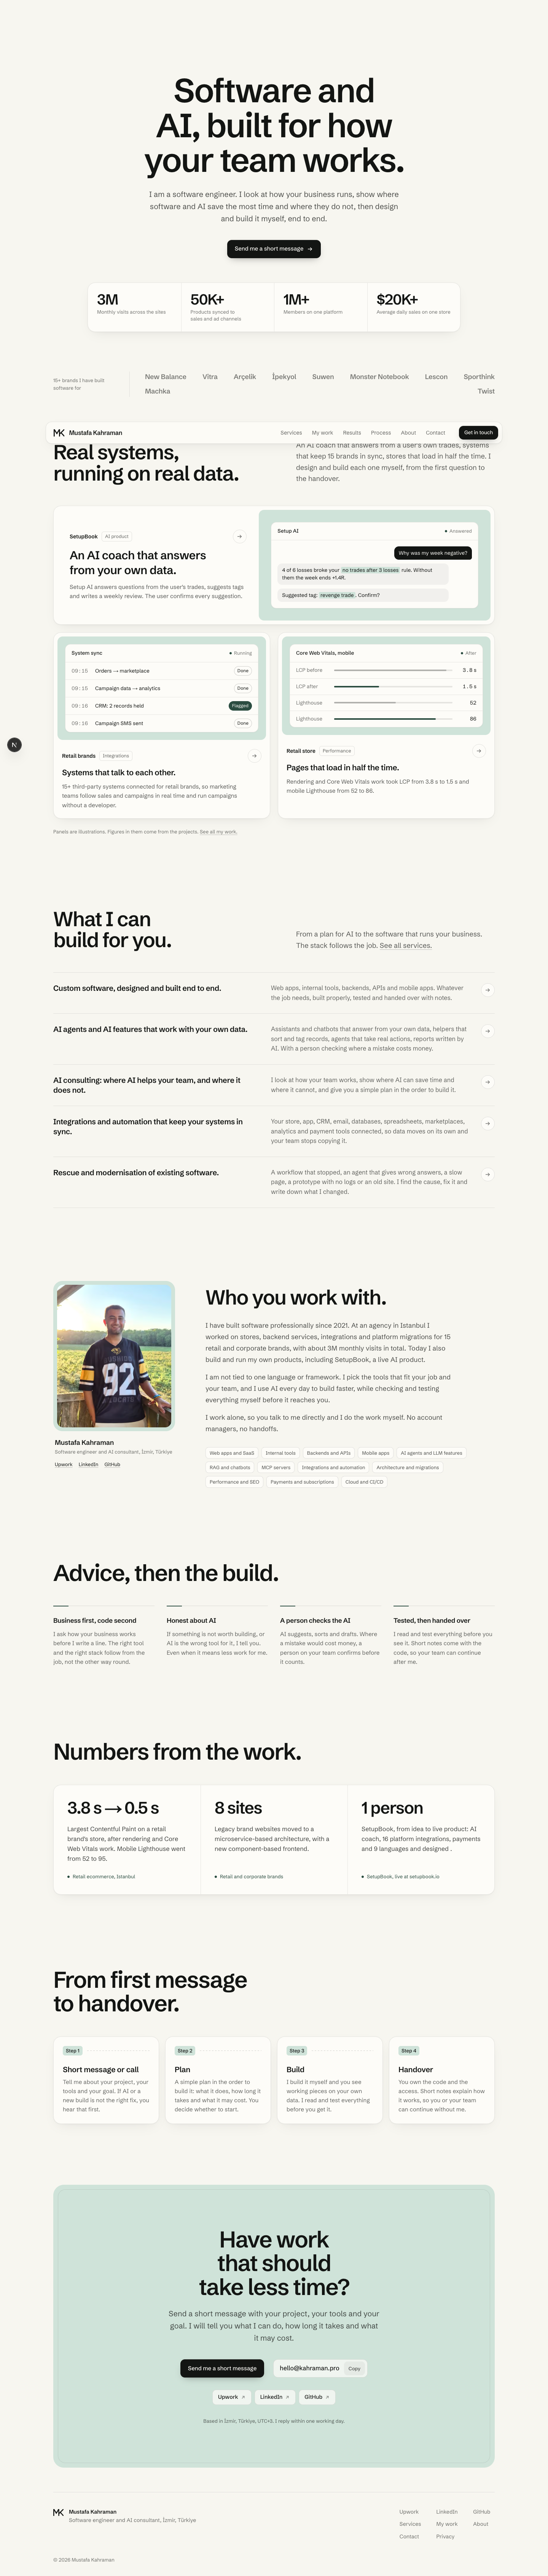 Software and
AI, built for how
your team works.
I am a software engineer. I look at how your business runs, show where
software and AI save the most time and where they do not, then design
and build it myself, end to end.
Send me a short message →
3M
Monthly visits across the sites
50K+
Products synced to
sales and ad channels
1M+
Members on one platform
$20K+
Average daily sales on one store
15+ brands I have built
software for
New Balance Vitra Arçelik İpekyol Suwen Monster Notebook Lescon Sporthink
Machka Twist
MK Mustafa Kahraman Services My work Results Process About Contact Get in touch
Real systems,
running on real data.
An AI coach that answers from a user's own trades, systems
that keep 15 brands in sync, stores that load in half the time. I
design and build each one myself, from the first question to
the handover.
SetupBook AI product →
An AI coach that answers
from your own data.
Setup AI answers questions from the user's trades, suggests tags
and writes a weekly review. The user confirms every suggestion.
Setup AI Answered
Why was my week negative?
4 of 6 losses broke your no trades after 3 losses rule. Without
them the week ends +1.4R.
Suggested tag: revenge trade. Confirm?
System sync Running
09:15 Orders → marketplace Done
09:15 Campaign data → analytics Done
09:16 CRM: 2 records held Flagged
09:16 Campaign SMS sent Done
Retail brands Integrations →
Systems that talk to each other.
15+ third-party systems connected for retail brands, so marketing
teams follow sales and campaigns in real time and run campaigns
without a developer.
Core Web Vitals, mobile After
LCP before 3.8 s
LCP after 1.5 s
Lighthouse 52
Lighthouse 86
Retail store Performance →
Pages that load in half the time.
Rendering and Core Web Vitals work took LCP from 3.8 s to 1.5 s and
mobile Lighthouse from 52 to 86.
N
Panels are illustrations. Figures in them come from the projects. See all my work.
What I can
build for you.
From a plan for AI to the software that runs your business.
The stack follows the job. See all services.
Custom software, designed and built end to end.
Web apps, internal tools, backends, APIs and mobile apps. Whatever
the job needs, built properly, tested and handed over with notes.
→
AI agents and AI features that work with your own data.
Assistants and chatbots that answer from your own data, helpers that
sort and tag records, agents that take real actions, reports written by
AI. With a person checking where a mistake costs money.
→
AI consulting: where AI helps your team, and where it
does not.
I look at how your team works, show where AI can save time and
where it cannot, and give you a simple plan in the order to build it.
→
Integrations and automation that keep your systems in
sync.
Your store, app, CRM, email, databases, spreadsheets, marketplaces,
analytics and payment tools connected, so data moves on its own and
your team stops copying it.
→
Rescue and modernisation of existing software.
A workflow that stopped, an agent that gives wrong answers, a slow
page, a prototype with no logs or an old site. I find the cause, fix it and
write down what I changed.
→
92
Mustafa Kahraman
Software engineer and AI consultant, İzmir, Türkiye
Upwork LinkedIn GitHub
Who you work with.
I have built software professionally since 2021. At an agency in Istanbul I
worked on stores, backend services, integrations and platform migrations for 15
retail and corporate brands, with about 3M monthly visits in total. Today I also
build and run my own products, including SetupBook, a live AI product.
I am not tied to one language or framework. I pick the tools that fit your job and
your team, and I use AI every day to build faster, while checking and testing
everything myself before it reaches you.
I work alone, so you talk to me directly and I do the work myself. No account
managers, no handoffs.
Web apps and SaaS Internal tools Backends and APIs Mobile apps AI agents and LLM features
RAG and chatbots MCP servers Integrations and automation Architecture and migrations
Performance and SEO Payments and subscriptions Cloud and CI/CD
Advice, then the build.
Business first, code second
I ask how your business works
before I write a line. The right tool
and the right stack follow from the
job, not the other way round.
Honest about AI
If something is not worth building, or
AI is the wrong tool for it, I tell you.
Even when it means less work for me.
A person checks the AI
AI suggests, sorts and drafts. Where
a mistake would cost money, a
person on your team confirms before
it counts.
Tested, then handed over
I read and test everything before you
see it. Short notes come with the
code, so your team can continue
after me.
Numbers from the work.
3.8 s → 0.5 s
Largest Contentful Paint on a retail
brand's store, after rendering and Core
Web Vitals work. Mobile Lighthouse went
from 52 to 95.
Retail ecommerce, Istanbul
8 sites
Legacy brand websites moved to a
microservice-based architecture, with a
new component-based frontend.
Retail and corporate brands
1 person
SetupBook, from idea to live product: AI
coach, 16 platform integrations, payments
and 9 languages and designed .
SetupBook, live at setupbook.io
From first message
to handover.
Step 1
Short message or call
Tell me about your project, your
tools and your goal. If AI or a
new build is not the right fix, you
hear that first.
Step 2
Plan
A simple plan in the order to
build it: what it does, how long it
takes and what it may cost. You
decide whether to start.
Step 3
Build
I build it myself and you see
working pieces on your own
data. I read and test everything
before you get it.
Step 4
Handover
You own the code and the
access. Short notes explain how
it works, so you or your team
can continue without me.
Have work
that should
take less time?
Send a short message with your project, your tools and your
goal. I will tell you what I can do, how long it takes and what
it may cost.
Send me a short message hello@kahraman.pro Copy
Upwork ↗ LinkedIn ↗ GitHub ↗
Based in İzmir, Türkiye, UTC+3. I reply within one working day.
MK Mustafa Kahraman
Software engineer and AI consultant, İzmir, Türkiye
Upwork LinkedIn GitHub
Services My work About
Contact Privacy
© 2026 Mustafa Kahraman